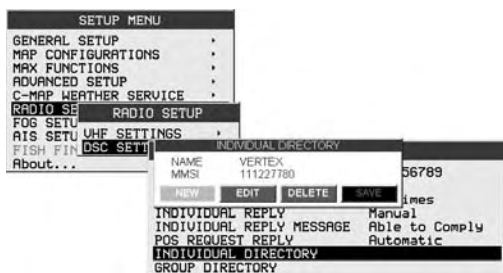 SETUP MENU
GENERAL SETUP
MAP CONFIGURATIONS
MAX FUNCTIONS
ADVANCED SETUP
C-MAP WEATHER SERVICE
RADIO SE
RADIO SETUP
FOG SETU
VHF SETTINGS
AIS SETU
DSC SETT
FISH FIN
About...
INDIVIDUAL DIRECTORY
NAME VERTEX
MMSI 111227780
56789
NEW EDIT DELETE SAVE
imes
INDIVIDUAL REPLY Manual
INDIVIDUAL REPLY MESSAGE Able to Comply
POS REQUEST REPLY Automatic
INDIVIDUAL DIRECTORY
GROUP DIRECTORY